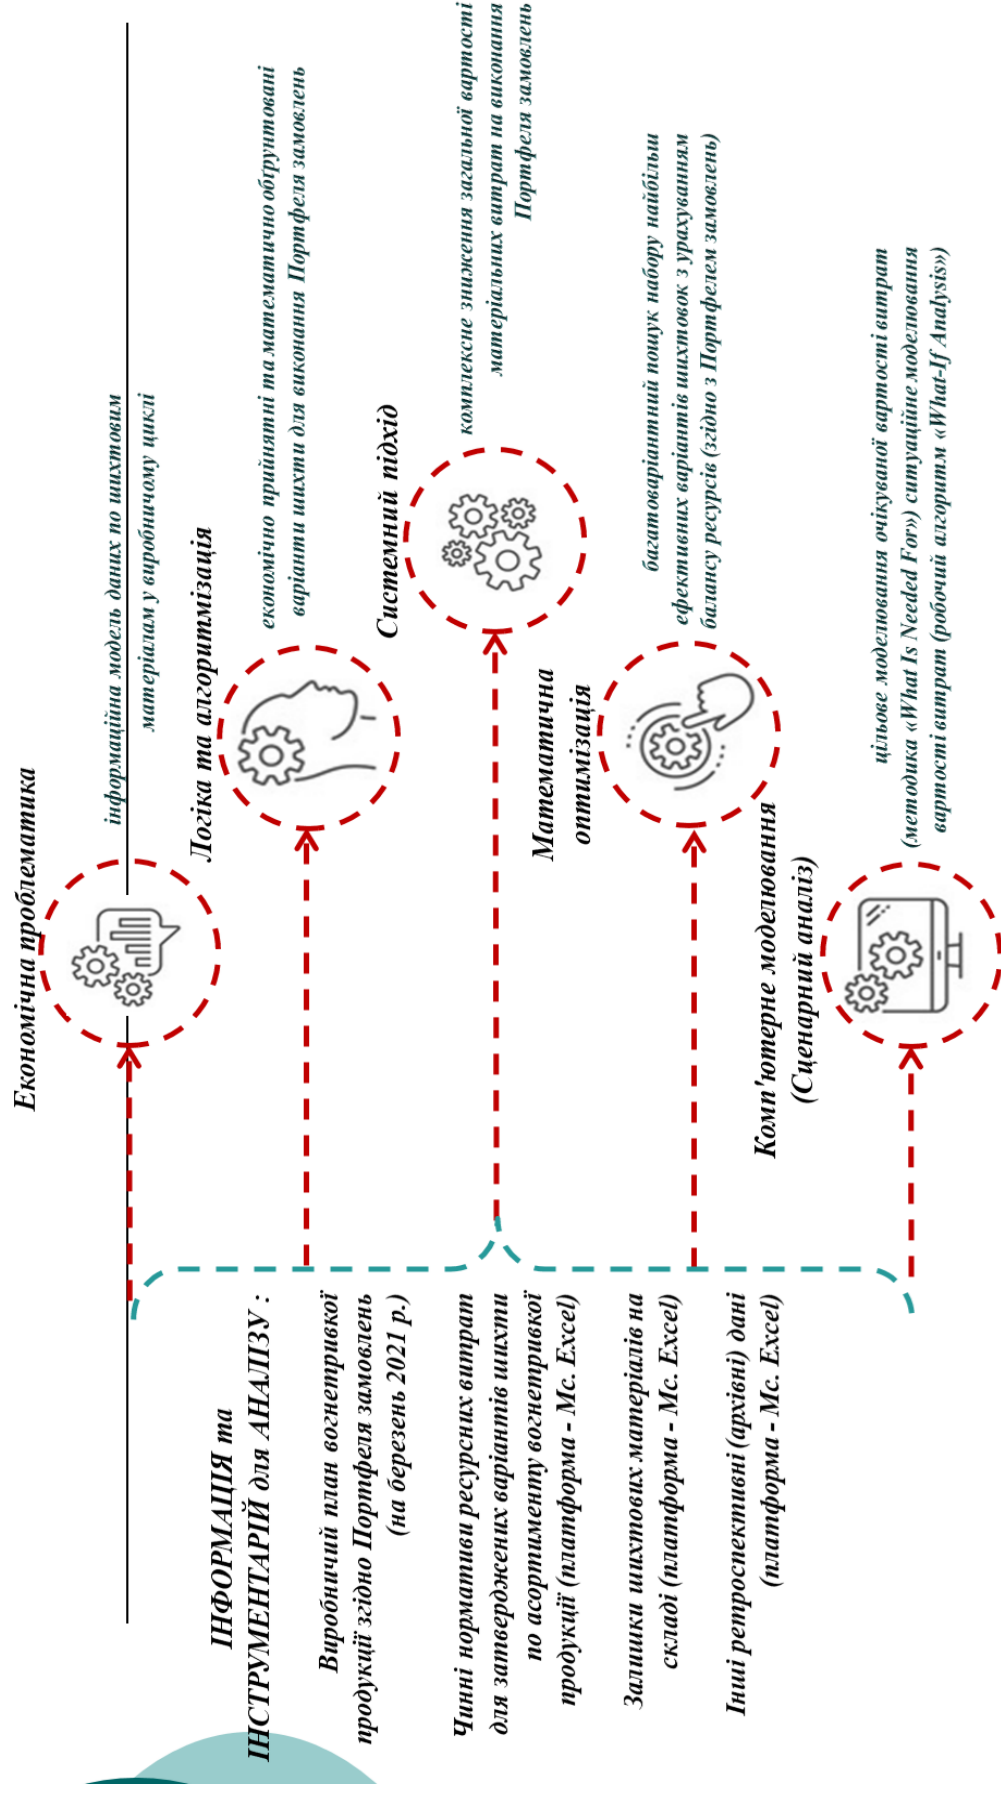 ІНФОРМАЦІЯ та
ІНСТРУМЕНТАРІЙ для АНАЛІЗУ :
Виробничий план вогнетривкої
продукції згідно Портфеля замовлень
(на березень 2021 р.)
Чинні нормативи ресурсних витрат
для затверджених варіантів шихти
по асортименту вогнетривкої
продукції (платформа - Мс. Excel)
Залишки шихтових матеріалів на
складі (платформа - Мс. Excel)
Інші ретроспективні (архівні) дані
(платформа - Мс. Excel)
Економічна проблематика
інформаційна модель даних по шихтовим
матеріалам у виробничому циклі
Логіка та алгоритмізація
економічно прийнятні та математично обґрунтовані
варіанти шихти для виконання Портфеля замовлень
Системний підхід
комплексне зниження загальної вартості
матеріальних витрат на виконання
Портфеля замовлень
Математична
оптимізація
багатоваріантний пошук набору найбільш
ефективних варіантів шихтовок з урахуванням
балансу ресурсів (згідно з Портфелем замовлень)
Комп'ютерне моделювання
(Сценарний аналіз)
цільове моделювання очікуваної вартості витрат
(методика «What Is Needed For») ситуаційне моделювання
вартості витрат (робочий алгоритм «What-If Analysis»)